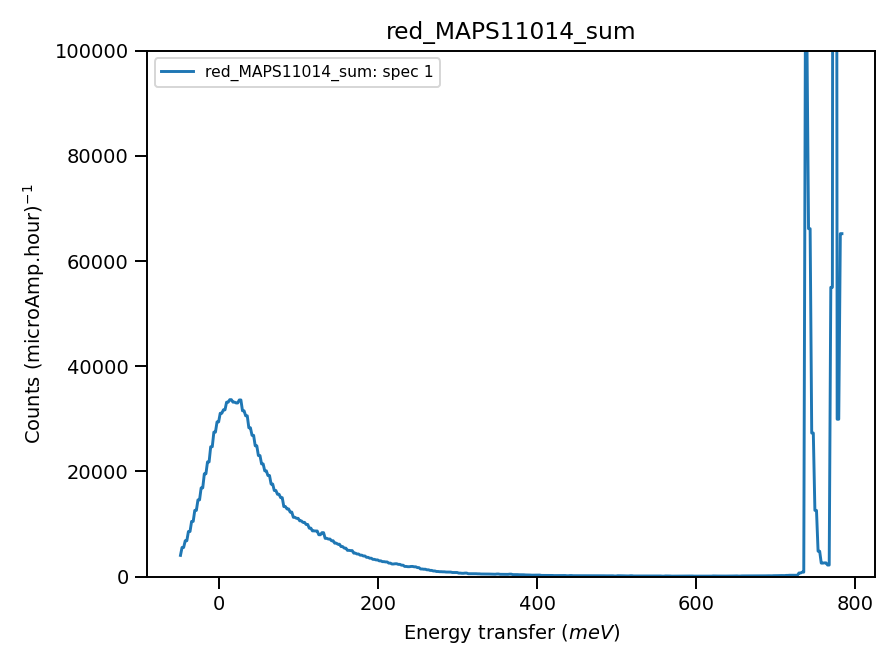 red_MAPS11014_sum
red_MAPS11014_sum: spec 1
100000
80000
60000
40000
20000
0
Counts (microAmp.hour)⁻¹
0 200 400 600 800
Energy transfer (meV)